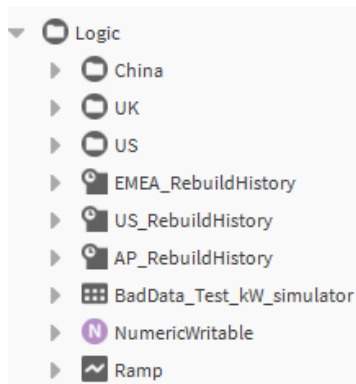 Logic
China
UK
US
EMEA_RebuildHistory
US_RebuildHistory
AP_RebuildHistory
BadData_Test_kW_simulator
N NumericWritable
Ramp